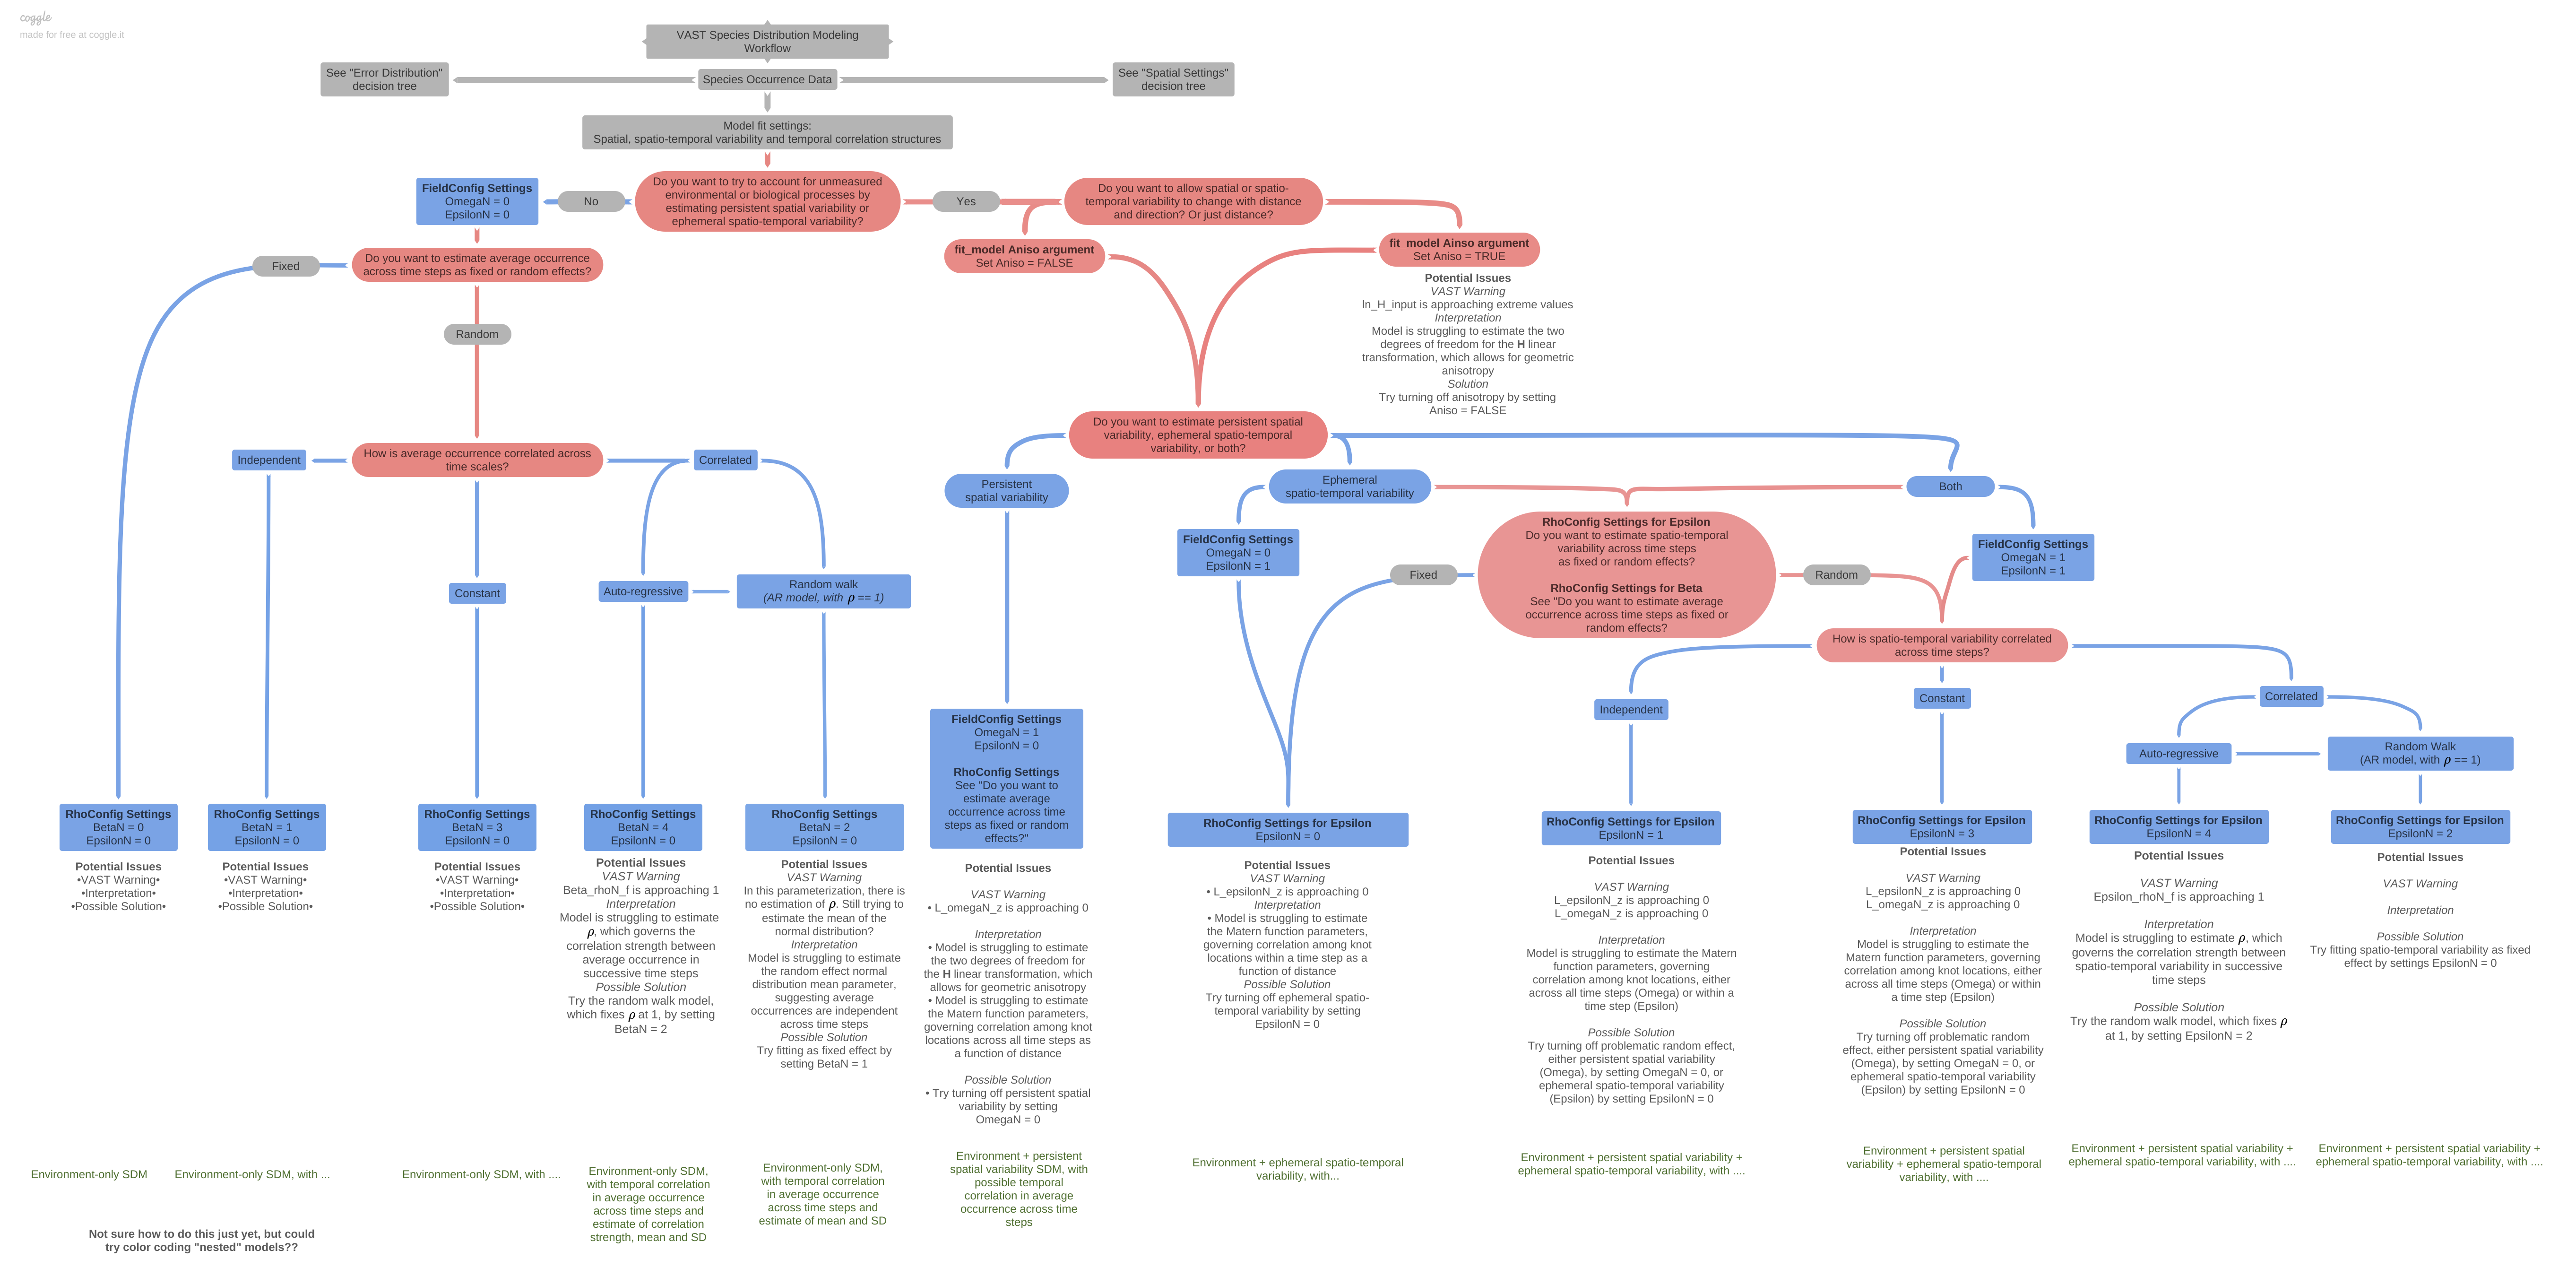 coggle
made for free at coggle.it
VAST Species Distribution Modeling
Workflow
See "Error Distribution"
decision tree
Species Occurrence Data
See "Spatial Settings"
decision tree
Model fit settings:
Spatial, spatio-temporal variability and temporal correlation structures
FieldConfig Settings
OmegaN = 0
EpsilonN = 0
No
Do you want to try to account for unmeasured
environmental or biological processes by
estimating persistent spatial variability or
ephemeral spatio-temporal variability?
Yes
Do you want to allow spatial or spatio-
temporal variability to change with distance
and direction? Or just distance?
fit_model Aniso argument
Set Aniso = FALSE
fit_model Ainso argument
Set Aniso = TRUE
Potential Issues
VAST Warning
ln_H_input is approaching extreme values
Interpretation
Model is struggling to estimate the two
degrees of freedom for the H linear
transformation, which allows for geometric
anisotropy
Solution
Try turning off anisotropy by setting
Aniso = FALSE
Fixed
Do you want to estimate average occurrence
across time steps as fixed or random effects?
Random
Independent
How is average occurrence correlated across
time scales?
Correlated
Constant
Auto-regressive
Random walk
(AR model, with ρ == 1)
Do you want to estimate persistent spatial
variability, ephemeral spatio-temporal
variability, or both?
Persistent
spatial variability
Ephemeral
spatio-temporal variability
Both
FieldConfig Settings
OmegaN = 0
EpsilonN = 1
Fixed
RhoConfig Settings for Epsilon
Do you want to estimate spatio-temporal
variability across time steps
as fixed or random effects?
RhoConfig Settings for Beta
See "Do you want to estimate average
occurrence across time steps as fixed or
random effects?
Random
FieldConfig Settings
OmegaN = 1
EpsilonN = 1
How is spatio-temporal variability correlated
across time steps?
Independent
Constant
Correlated
Auto-regressive
Random Walk
(AR model, with ρ == 1)
RhoConfig Settings
BetaN = 0
EpsilonN = 0
Potential Issues
•VAST Warning•
•Interpretation•
•Possible Solution•
Environment-only SDM
RhoConfig Settings
BetaN = 1
EpsilonN = 0
Potential Issues
•VAST Warning•
•Interpretation•
•Possible Solution•
Environment-only SDM, with ...
RhoConfig Settings
BetaN = 3
EpsilonN = 0
Potential Issues
•VAST Warning•
•Interpretation•
•Possible Solution•
Environment-only SDM, with ....
RhoConfig Settings
BetaN = 4
EpsilonN = 0
Potential Issues
VAST Warning
Beta_rhoN_f is approaching 1
Interpretation
Model is struggling to estimate
ρ, which governs the
correlation strength between
average occurrence in
successive time steps
Possible Solution
Try the random walk model,
which fixes ρ at 1, by setting
BetaN = 2
Environment-only SDM,
with temporal correlation
in average occurrence
across time steps and
estimate of correlation
strength, mean and SD
RhoConfig Settings
BetaN = 2
EpsilonN = 0
Potential Issues
VAST Warning
In this parameterization, there is
no estimation of ρ. Still trying to
estimate the mean of the
normal distribution?
Interpretation
Model is struggling to estimate
the random effect normal
distribution mean parameter,
suggesting average
occurrences are independent
across time steps
Possible Solution
Try fitting as fixed effect by
setting BetaN = 1
Environment-only SDM,
with temporal correlation
in average occurrence
across time steps and
estimate of mean and SD
FieldConfig Settings
OmegaN = 1
EpsilonN = 0
RhoConfig Settings
See "Do you want to
estimate average
occurrence across time
steps as fixed or random
effects?"
Potential Issues
VAST Warning
• L_omegaN_z is approaching 0
Interpretation
• Model is struggling to estimate
the two degrees of freedom for
the H linear transformation, which
allows for geometric anisotropy
• Model is struggling to estimate
the Matern function parameters,
governing correlation among knot
locations across all time steps as
a function of distance
Possible Solution
• Try turning off persistent spatial
variability by setting
OmegaN = 0
Environment + persistent
spatial variability SDM, with
possible temporal
correlation in average
occurrence across time
steps
RhoConfig Settings for Epsilon
EpsilonN = 0
Potential Issues
VAST Warning
• L_epsilonN_z is approaching 0
Interpretation
• Model is struggling to estimate
the Matern function parameters,
governing correlation among knot
locations within a time step as a
function of distance
Possible Solution
Try turning off ephemeral spatio-
temporal variability by setting
EpsilonN = 0
Environment + ephemeral spatio-temporal
variability, with...
RhoConfig Settings for Epsilon
EpsilonN = 1
Potential Issues
VAST Warning
L_epsilonN_z is approaching 0
L_omegaN_z is approaching 0
Interpretation
Model is struggling to estimate the Matern
function parameters, governing
correlation among knot locations, either
across all time steps (Omega) or within a
time step (Epsilon)
Possible Solution
Try turning off problematic random effect,
either persistent spatial variability
(Omega), by setting OmegaN = 0, or
ephemeral spatio-temporal variability
(Epsilon) by setting EpsilonN = 0
Environment + persistent spatial variability +
ephemeral spatio-temporal variability, with ....
RhoConfig Settings for Epsilon
EpsilonN = 3
Potential Issues
VAST Warning
L_epsilonN_z is approaching 0
L_omegaN_z is approaching 0
Interpretation
Model is struggling to estimate the
Matern function parameters, governing
correlation among knot locations, either
across all time steps (Omega) or within
a time step (Epsilon)
Possible Solution
Try turning off problematic random
effect, either persistent spatial variability
(Omega), by setting OmegaN = 0, or
ephemeral spatio-temporal variability
(Epsilon) by setting EpsilonN = 0
Environment + persistent spatial
variability + ephemeral spatio-temporal
variability, with ....
RhoConfig Settings for Epsilon
EpsilonN = 4
Potential Issues
VAST Warning
Epsilon_rhoN_f is approaching 1
Interpretation
Model is struggling to estimate ρ, which
governs the correlation strength between
spatio-temporal variability in successive
time steps
Possible Solution
Try the random walk model, which fixes ρ
at 1, by setting EpsilonN = 2
Environment + persistent spatial variability +
ephemeral spatio-temporal variability, with ....
RhoConfig Settings for Epsilon
EpsilonN = 2
Potential Issues
VAST Warning
Interpretation
Possible Solution
Try fitting spatio-temporal variability as fixed
effect by settings EpsilonN = 0
Environment + persistent spatial variability +
ephemeral spatio-temporal variability, with ....
Not sure how to do this just yet, but could
try color coding "nested" models??